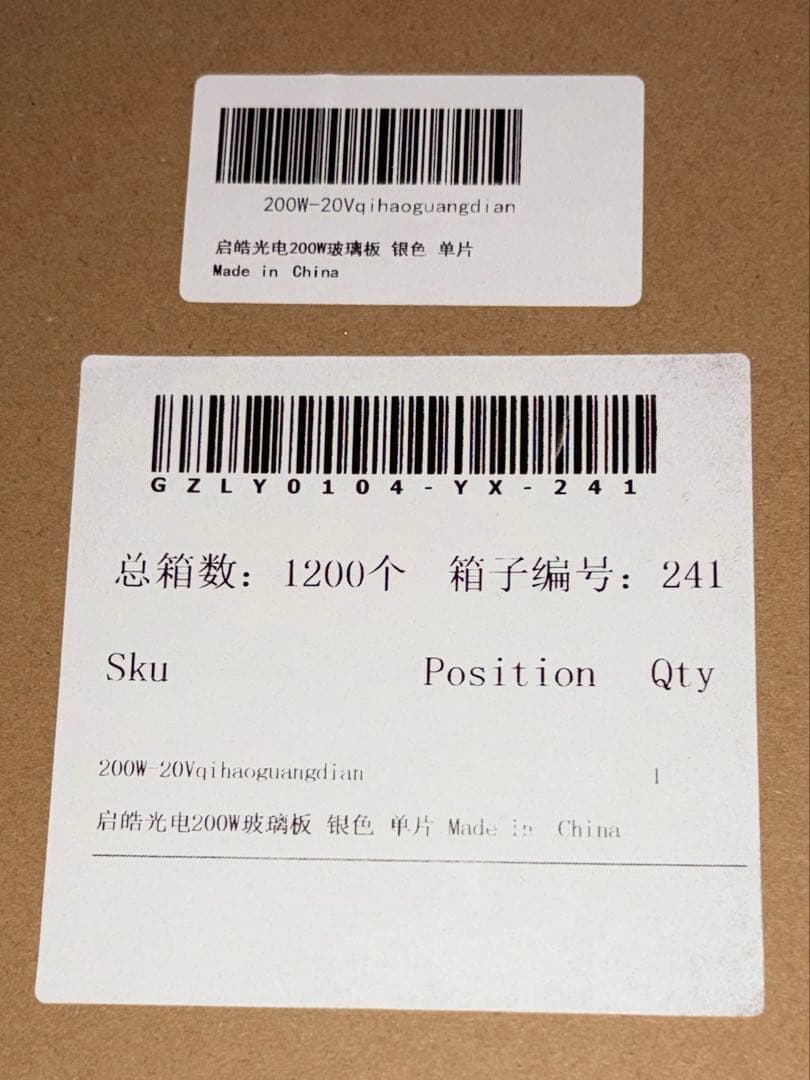 200W-20Vqihaoguangdian
启皓光电200W玻璃板 银色 单片
Made in China
GZLY0104-YX-241
总箱数：1200个 箱子编号：241
Sku Position Qty
200W-20Vqihaoguangdian 1
启皓光电200W玻璃板 银色 单片 Made in China